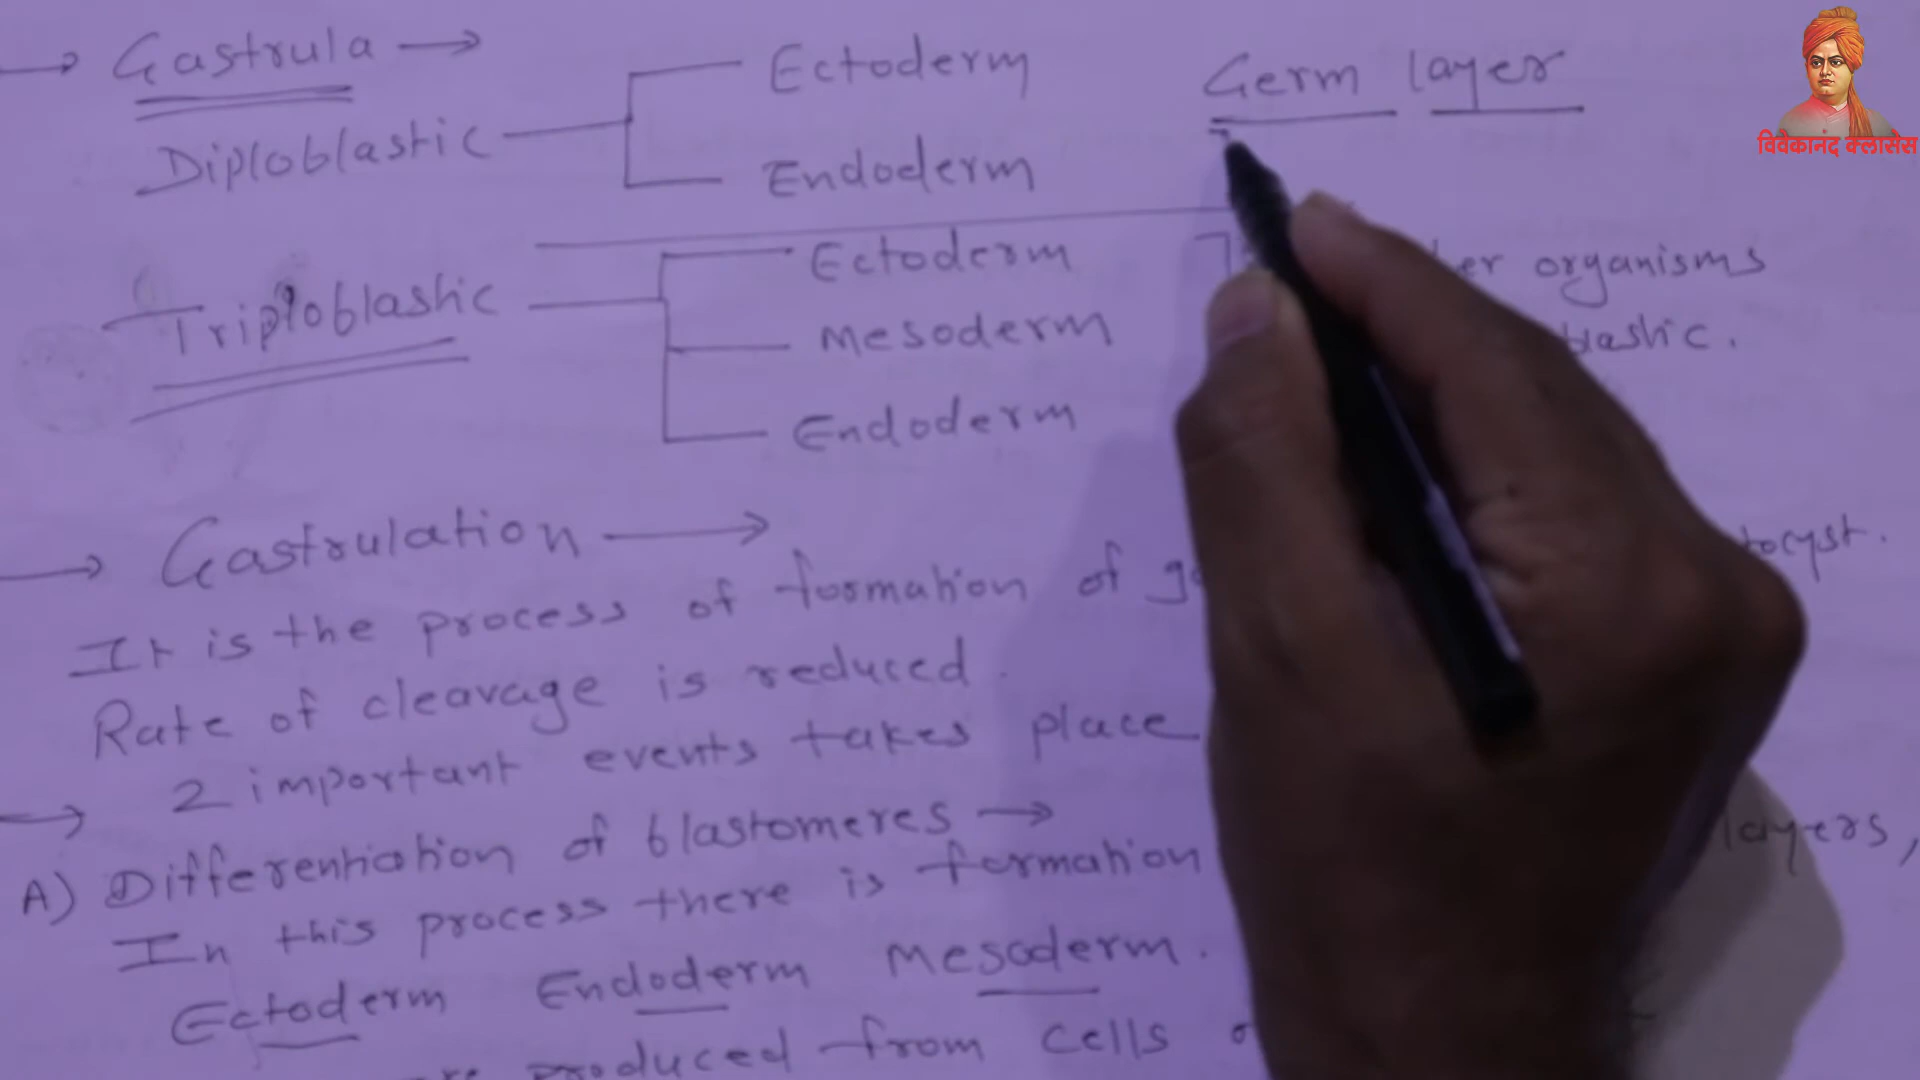 → Gastrula →
Diploblastic
Ectoderm
Endoderm
Germ layer
Triploblastic
Ectoderm
Mesoderm
Endoderm
organisms
→ Gastrulation →
It is the process of formation of
Rate of cleavage is reduced.
→ 2 important events takes place
A) Differentiation of blastomeres →
In this process there is formation layers,
Ectoderm Endoderm Mesoderm.
produced from cells
विवेकानंद क्लासेस